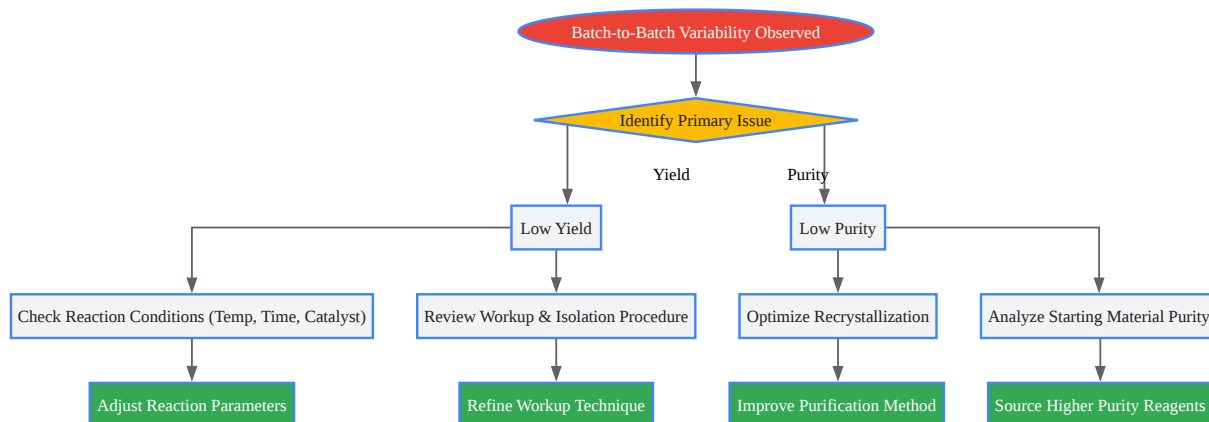 Batch-to-Batch Variability Observed
Identify Primary Issue
Yield
Purity
Low Yield
Low Purity
Check Reaction Conditions (Temp, Time, Catalyst)
Review Workup & Isolation Procedure
Optimize Recrystallization
Analyze Starting Material Purity
Adjust Reaction Parameters
Refine Workup Technique
Improve Purification Method
Source Higher Purity Reagents